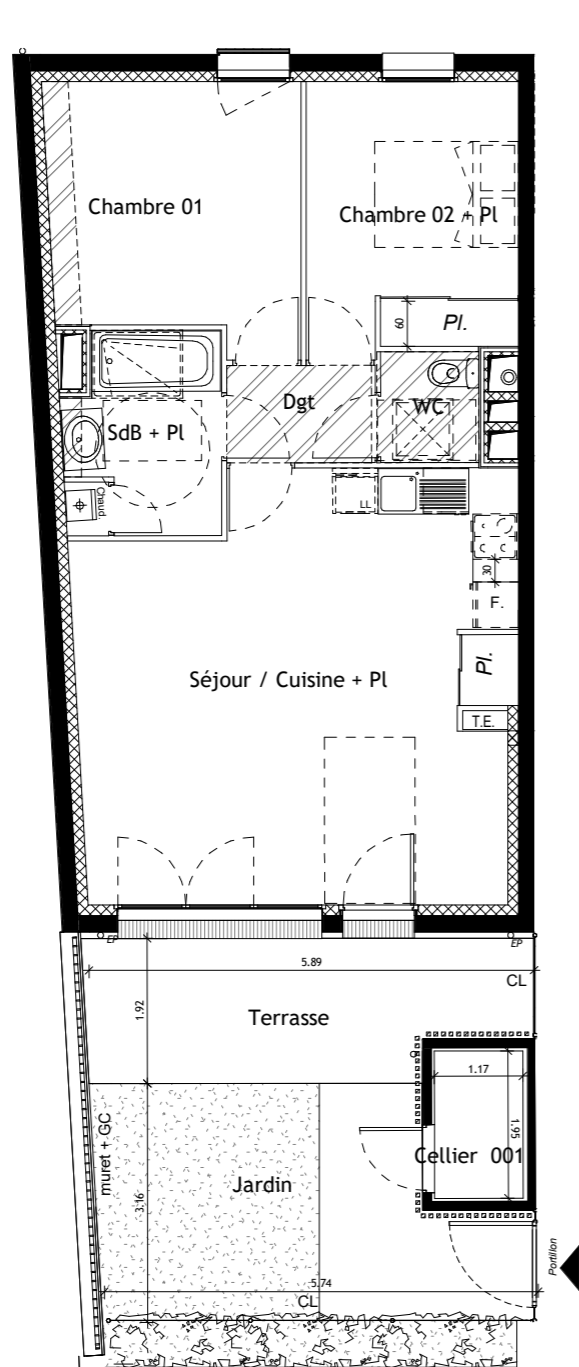 Chambre 01
Chambre 02 + Pl
60
Pl.
Dgt
WC
SdB + Pl
Chaud
LL
30
F.
Pl.
Séjour / Cuisine + Pl
T.E.
EP
EP
5.89
CL
1.92
Terrasse
1.17
1.95
Cellier 001
muret + GC
Jardin
3.16
Portillon
5.74
CL